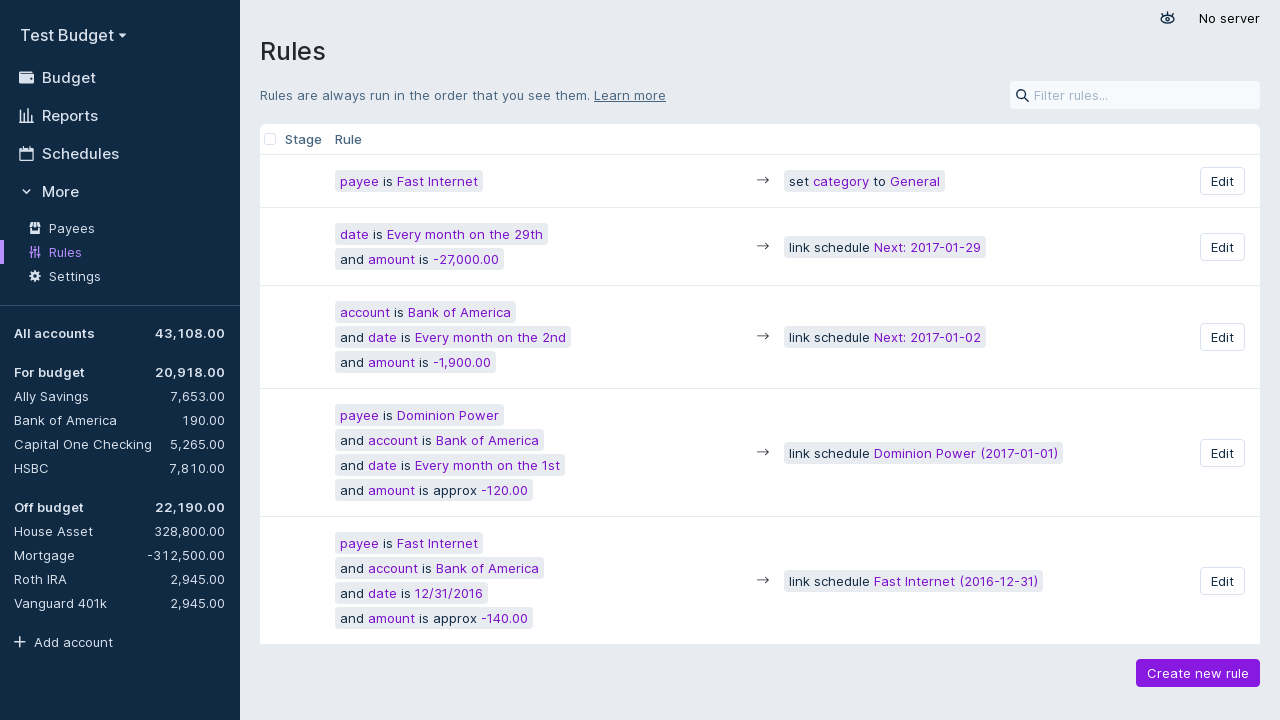 Test Budget
Budget
Reports
Schedules
More
Payees
Rules
Settings
All accounts 43,108.00
For budget 20,918.00
Ally Savings 7,653.00
Bank of America 190.00
Capital One Checking 5,265.00
HSBC 7,810.00
Off budget 22,190.00
House Asset 328,800.00
Mortgage -312,500.00
Roth IRA 2,945.00
Vanguard 401k 2,945.00
Add account
No server
Rules
Rules are always run in the order that you see them. Learn more
Filter rules...
Stage Rule
payee is Fast Internet → set category to General Edit
date is Every month on the 29th
and amount is -27,000.00
→ link schedule Next: 2017-01-29 Edit
account is Bank of America
and date is Every month on the 2nd
and amount is -1,900.00
→ link schedule Next: 2017-01-02 Edit
payee is Dominion Power
and account is Bank of America
and date is Every month on the 1st
and amount is approx -120.00
→ link schedule Dominion Power (2017-01-01) Edit
payee is Fast Internet
and account is Bank of America
and date is 12/31/2016
and amount is approx -140.00
→ link schedule Fast Internet (2016-12-31) Edit
Create new rule